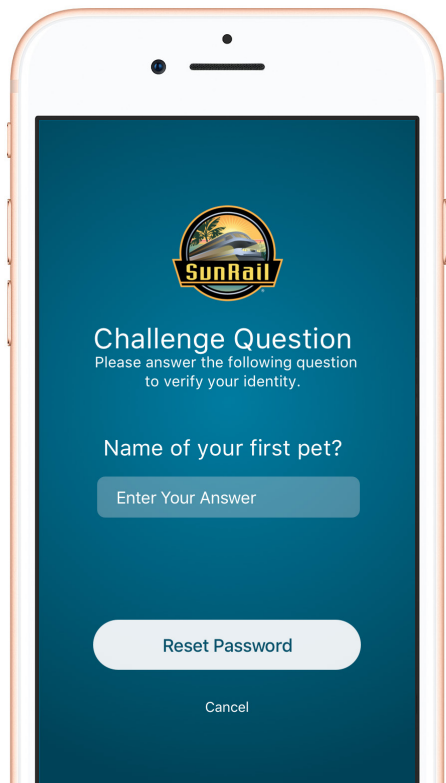 SunRail
Challenge Question
Please answer the following question
to verify your identity.
Name of your first pet?
Enter Your Answer
Reset Password
Cancel